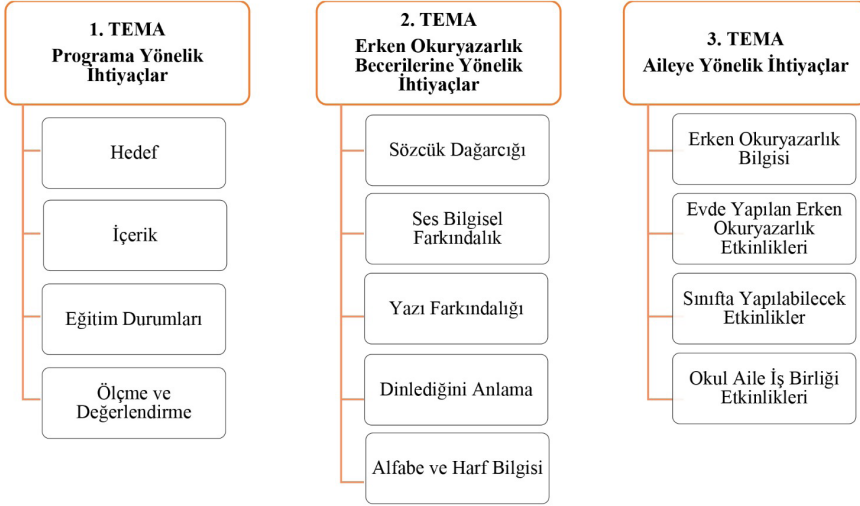 1. TEMA
Programa Yönelik
İhtiyaçlar
Hedef
İçerik
Eğitim Durumları
Ölçme ve
Değerlendirme
2. TEMA
Erken Okuryazarlık
Becerilerine Yönelik
İhtiyaçlar
Sözcük Dağarcığı
Ses Bilgisel
Farkındalık
Yazı Farkındalığı
Dinlediğini Anlama
Alfabe ve Harf Bilgisi
3. TEMA
Aileye Yönelik İhtiyaçlar
Erken Okuryazarlık
Bilgisi
Evde Yapılan Erken
Okuryazarlık
Etkinlikleri
Sınıfta Yapılabilecek
Etkinlikler
Okul Aile İş Birliği
Etkinlikleri